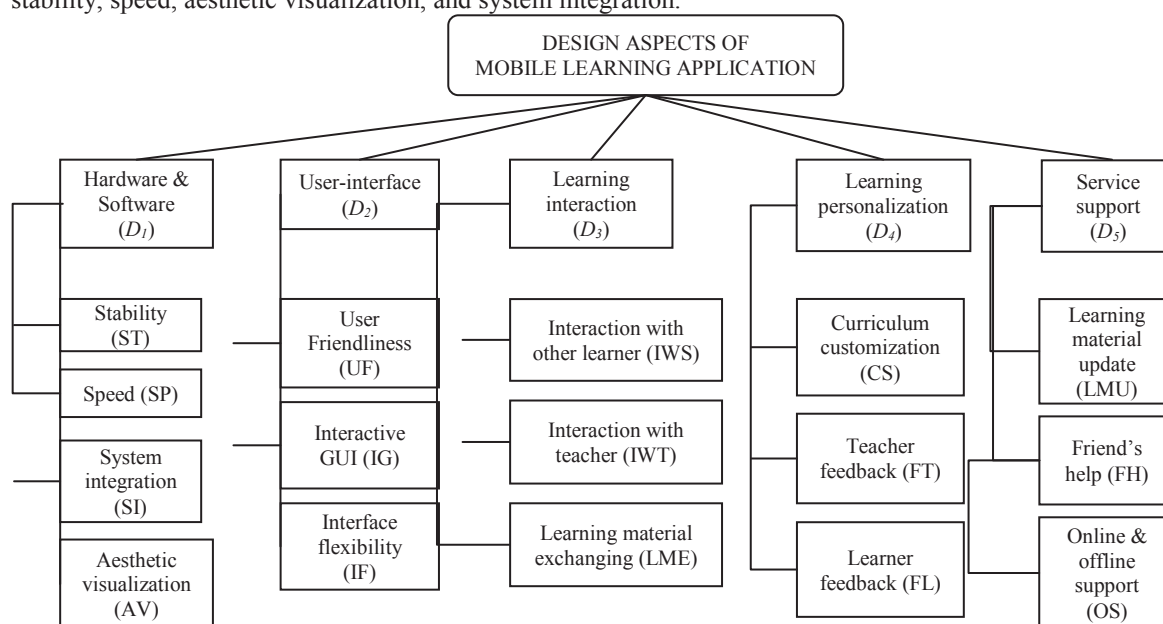 stability, speed, aesthetic visualization, and system integration.
DESIGN ASPECTS OF
MOBILE LEARNING APPLICATION
Hardware &
Software
(D1)
User-interface
(D2)
Learning
interaction
(D3)
Learning
personalization
(D4)
Service
support
(D5)
Stability
(ST)
Speed (SP)
System
integration
(SI)
Aesthetic
visualization
(AV)
User
Friendliness
(UF)
Interactive
GUI (IG)
Interface
flexibility
(IF)
Interaction with
other learner (IWS)
Interaction with
teacher (IWT)
Learning material
exchanging (LME)
Curriculum
customization
(CS)
Teacher
feedback (FT)
Learner
feedback (FL)
Learning
material
update
(LMU)
Friend's
help (FH)
Online &
offline
support
(OS)